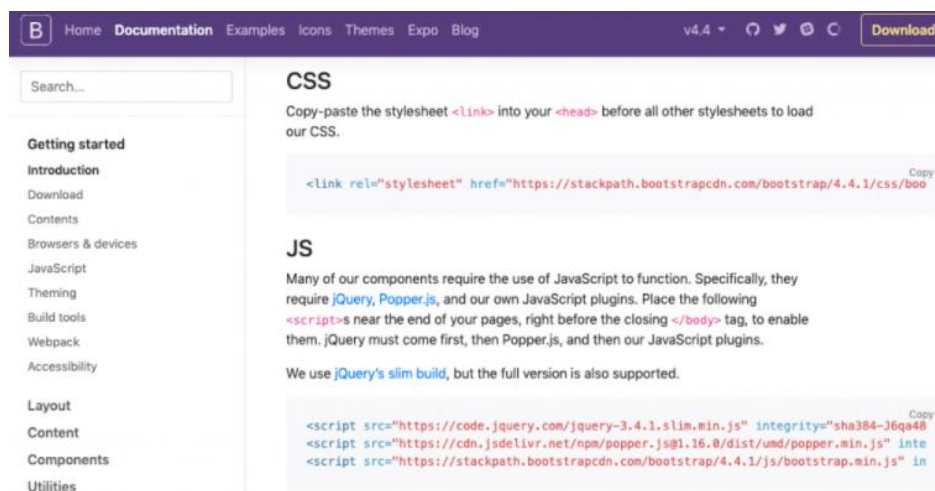 B Home Documentation Examples Icons Themes Expo Blog v4.4 Download
Search...
Getting started
Introduction
Download
Contents
Browsers & devices
JavaScript
Theming
Build tools
Webpack
Accessibility
Layout
Content
Components
Utilities
CSS
Copy-paste the stylesheet <link> into your <head> before all other stylesheets to load
our CSS.
Copy
<link rel="stylesheet" href="https://stackpath.bootstrapcdn.com/bootstrap/4.4.1/css/boo
JS
Many of our components require the use of JavaScript to function. Specifically, they
require jQuery, Popper.js, and our own JavaScript plugins. Place the following
<script>s near the end of your pages, right before the closing </body> tag, to enable
them. jQuery must come first, then Popper.js, and then our JavaScript plugins.
We use jQuery's slim build, but the full version is also supported.
Copy
<script src="https://code.jquery.com/jquery-3.4.1.slim.min.js" integrity="sha384-J6qa48
<script src="https://cdn.jsdelivr.net/npm/popper.js@1.16.0/dist/umd/popper.min.js" inte
<script src="https://stackpath.bootstrapcdn.com/bootstrap/4.4.1/js/bootstrap.min.js" in